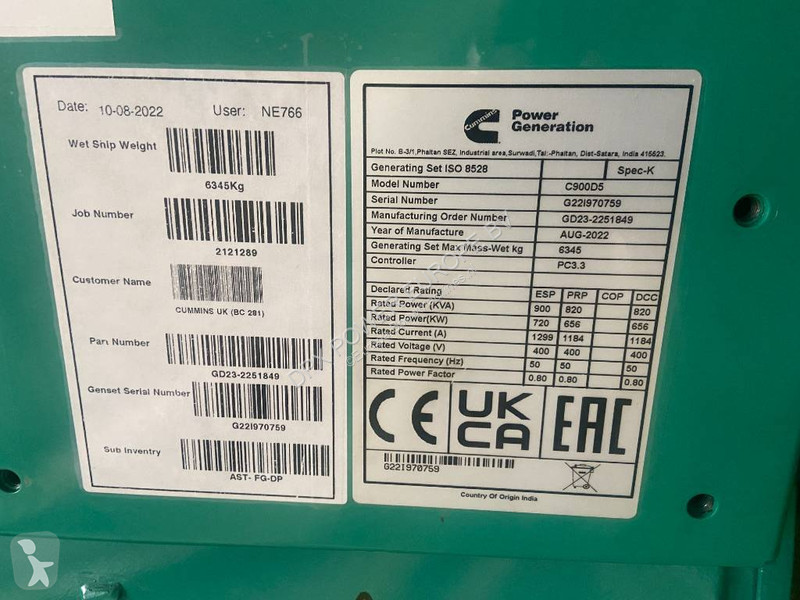 Date: 10-08-2022 User: NE766
Wet Ship Weight
6345Kg
Job Number
2121289
Customer Name
CUMMINS UK (BC 281)
Part Number
GD23-2251849
Genset Serial Number
G22I970759
Sub Inventry
AST- FG-DP
Cummins
Power
Generation
Plot No. B-3/1, Phaltan SEZ, Industrial area, Surwadi, Tal:-Phaltan, Dist-Satara, India 415523.
Generating Set ISO 8528 Spec-K
Model Number C900D5
Serial Number G22I970759
Manufacturing Order Number GD23-2251849
Year of Manufacture AUG-2022
Generating Set Max Mass-Wet kg 6345
Controller PC3.3
Declared Rating ESP PRP COP DCC
Rated Power (KVA) 900 820 820
Rated Power(KW) 720 656 656
Rated Current (A) 1299 1184 1184
Rated Voltage (V) 400 400 400
Rated Frequency (Hz) 50 50 50
Rated Power Factor 0.80 0.80 0.80
CE UK CA EAC
G22I970759
Country Of Origin India
DPX POWER EUROPE BV